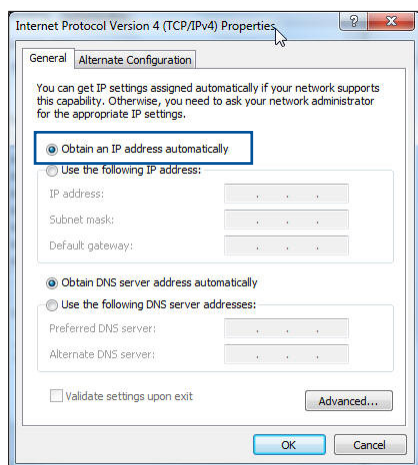 Internet Protocol Version 4 (TCP/IPv4) Properties
General
Alternate Configuration
You can get IP settings assigned automatically if your network supports
this capability. Otherwise, you need to ask your network administrator
for the appropriate IP settings.
Obtain an IP address automatically
Use the following IP address:
IP address:
Subnet mask:
Default gateway:
Obtain DNS server address automatically
Use the following DNS server addresses:
Preferred DNS server:
Alternate DNS server:
Validate settings upon exit
Advanced...
OK
Cancel